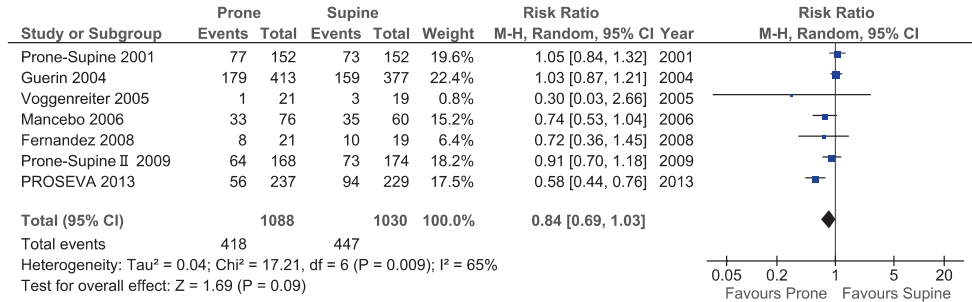 Prone Supine Risk Ratio Risk Ratio
Study or Subgroup Events Total Events Total Weight M-H, Random, 95% CI Year M-H, Random, 95% CI
Prone-Supine 2001 77 152 73 152 19.6% 1.05 [0.84, 1.32] 2001
Guerin 2004 179 413 159 377 22.4% 1.03 [0.87, 1.21] 2004
Voggenreiter 2005 1 21 3 19 0.8% 0.30 [0.03, 2.66] 2005
Mancebo 2006 33 76 35 60 15.2% 0.74 [0.53, 1.04] 2006
Fernandez 2008 8 21 10 19 6.4% 0.72 [0.36, 1.45] 2008
Prone-Supine Ⅱ 2009 64 168 73 174 18.2% 0.91 [0.70, 1.18] 2009
PROSEVA 2013 56 237 94 229 17.5% 0.58 [0.44, 0.76] 2013
Total (95% CI) 1088 1030 100.0% 0.84 [0.69, 1.03]
Total events 418 447
Heterogeneity: Tau² = 0.04; Chi² = 17.21, df = 6 (P = 0.009); I² = 65%
Test for overall effect: Z = 1.69 (P = 0.09)
0.05 0.2 1 5 20
Favours Prone Favours Supine